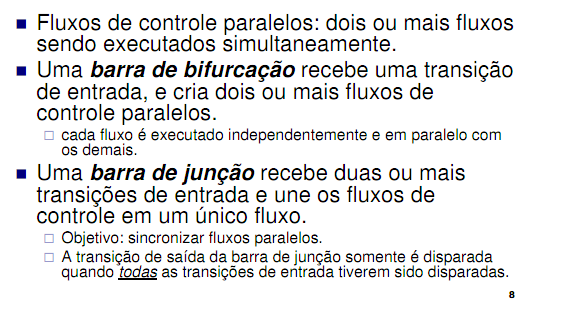 Fluxos de controle paralelos: dois ou mais fluxos
sendo executados simultaneamente.
Uma barra de bifurcação recebe uma transição
de entrada, e cria dois ou mais fluxos de
controle paralelos.
cada fluxo é executado independentemente e em paralelo com
os demais.
Uma barra de junção recebe duas ou mais
transições de entrada e une os fluxos de
controle em um único fluxo.
Objetivo: sincronizar fluxos paralelos.
A transição de saída da barra de junção somente é disparada
quando todas as transições de entrada tiverem sido disparadas.
8